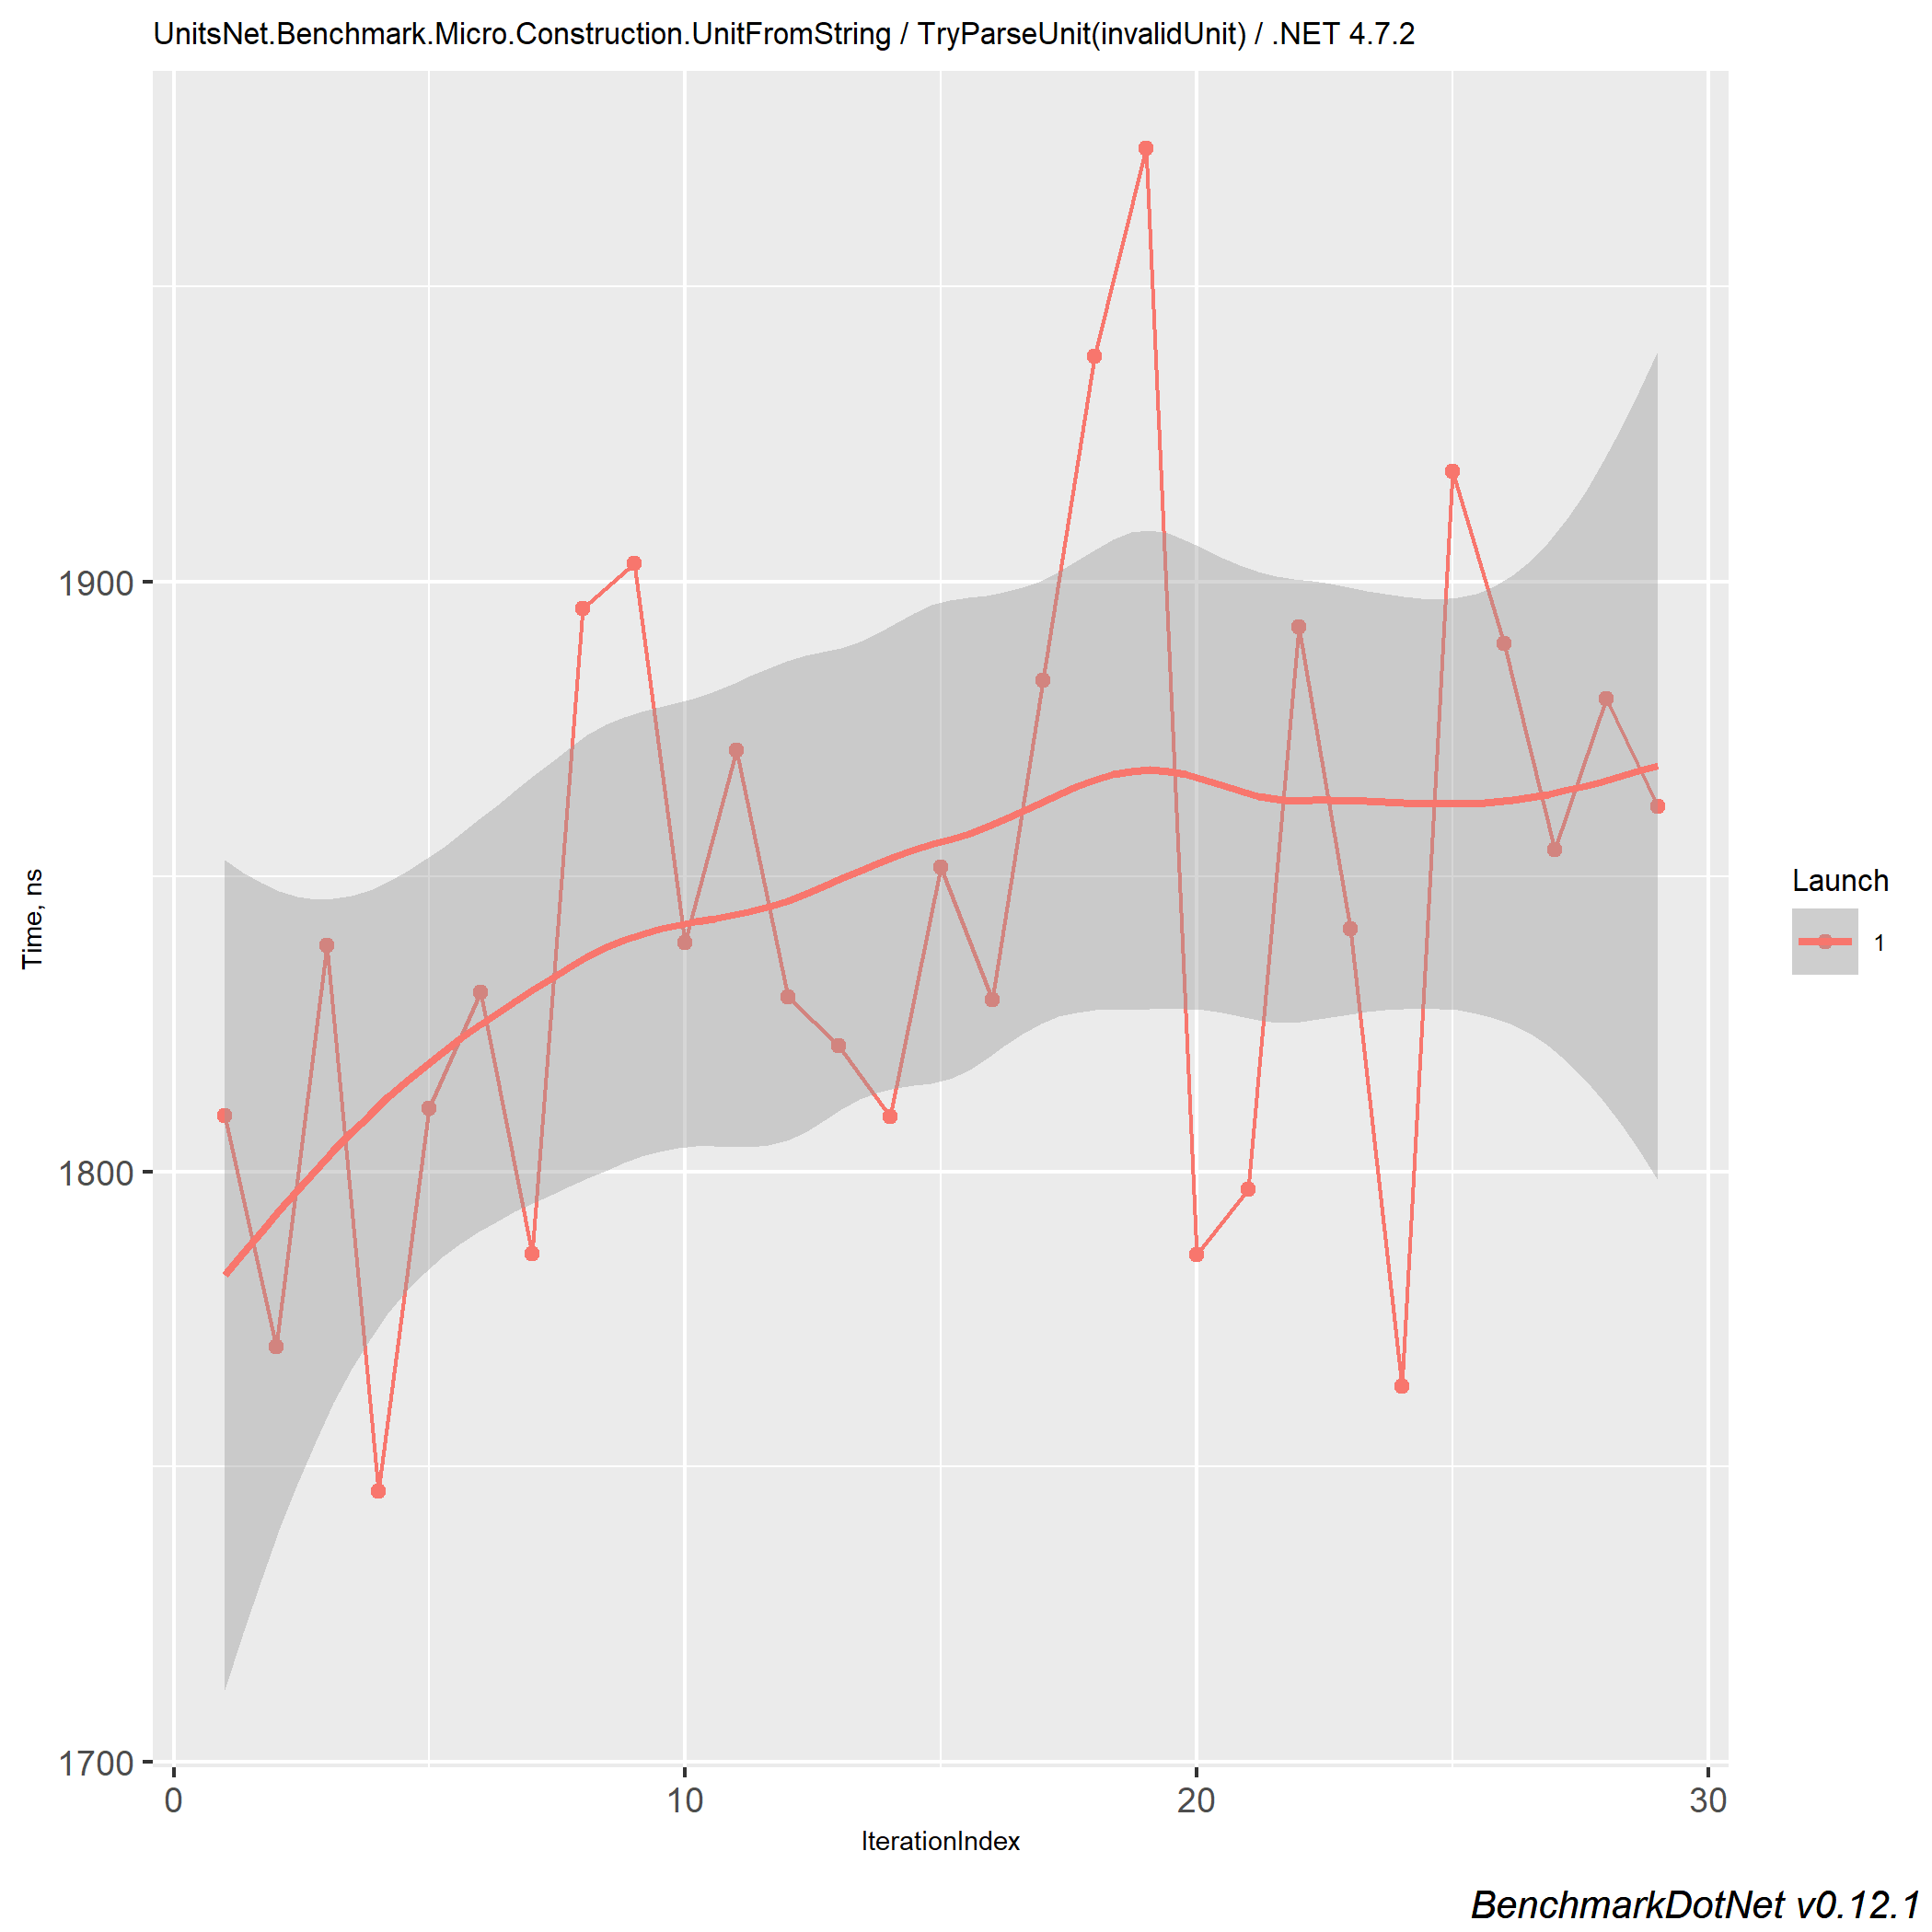 UnitsNet.Benchmark.Micro.Construction.UnitFromString / TryParseUnit(invalidUnit) / .NET 4.7.2
1900
1800
1700
Time, ns
0 10 20 30
IterationIndex
Launch
1
BenchmarkDotNet v0.12.1